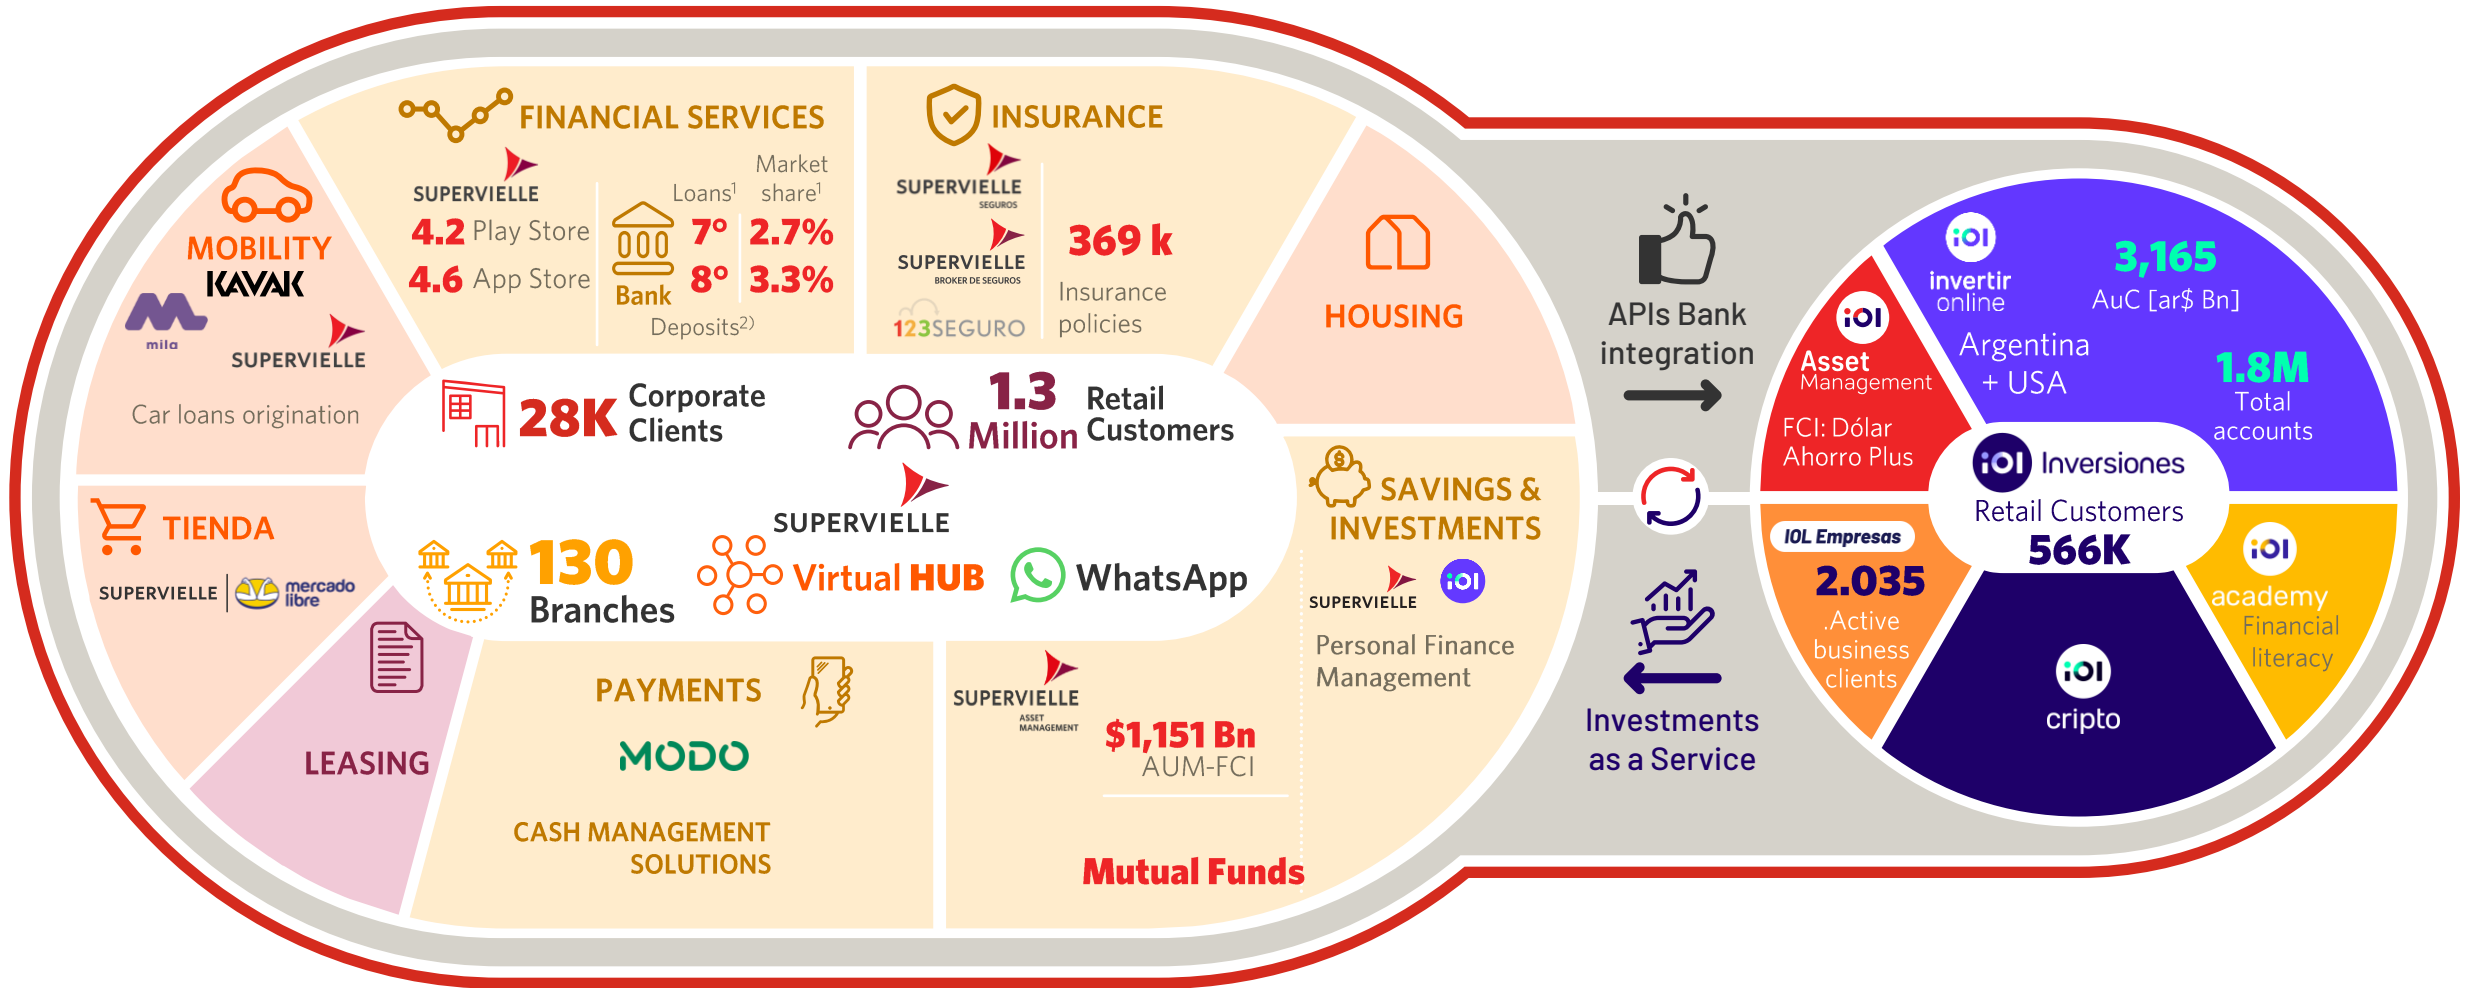 FINANCIAL SERVICES
SUPERVIELLE
4.2 Play Store
4.6 App Store
Bank
Loans¹
Market
share¹
7° 2.7%
8° 3.3%
Deposits²⁾
INSURANCE
SUPERVIELLE
SEGUROS
SUPERVIELLE
BROKER DE SEGUROS
123SEGURO
369 k
Insurance
policies
MOBILITY
KAVAK
mila
SUPERVIELLE
Car loans origination
HOUSING
28K Corporate
Clients
1.3
Million
Retail
Customers
SUPERVIELLE
130
Branches
Virtual HUB
WhatsApp
TIENDA
SUPERVIELLE
mercado
libre
LEASING
PAYMENTS
MODO
CASH MANAGEMENT
SOLUTIONS
SAVINGS &
INVESTMENTS
SUPERVIELLE
iOl
Personal Finance
Management
SUPERVIELLE
ASSET
MANAGEMENT
$1,151 Bn
AUM-FCI
Mutual Funds
APIs Bank
integration
Investments
as a Service
iOl
Asset
Management
FCI: Dólar
Ahorro Plus
iOl
invertir
online
Argentina
+ USA
3,165
AuC [ar$ Bn]
1.8M
Total
accounts
iOl Inversiones
Retail Customers
566K
IOL Empresas
2.035
.Active
business
clients
iOl
cripto
iOl
academy
Financial
literacy